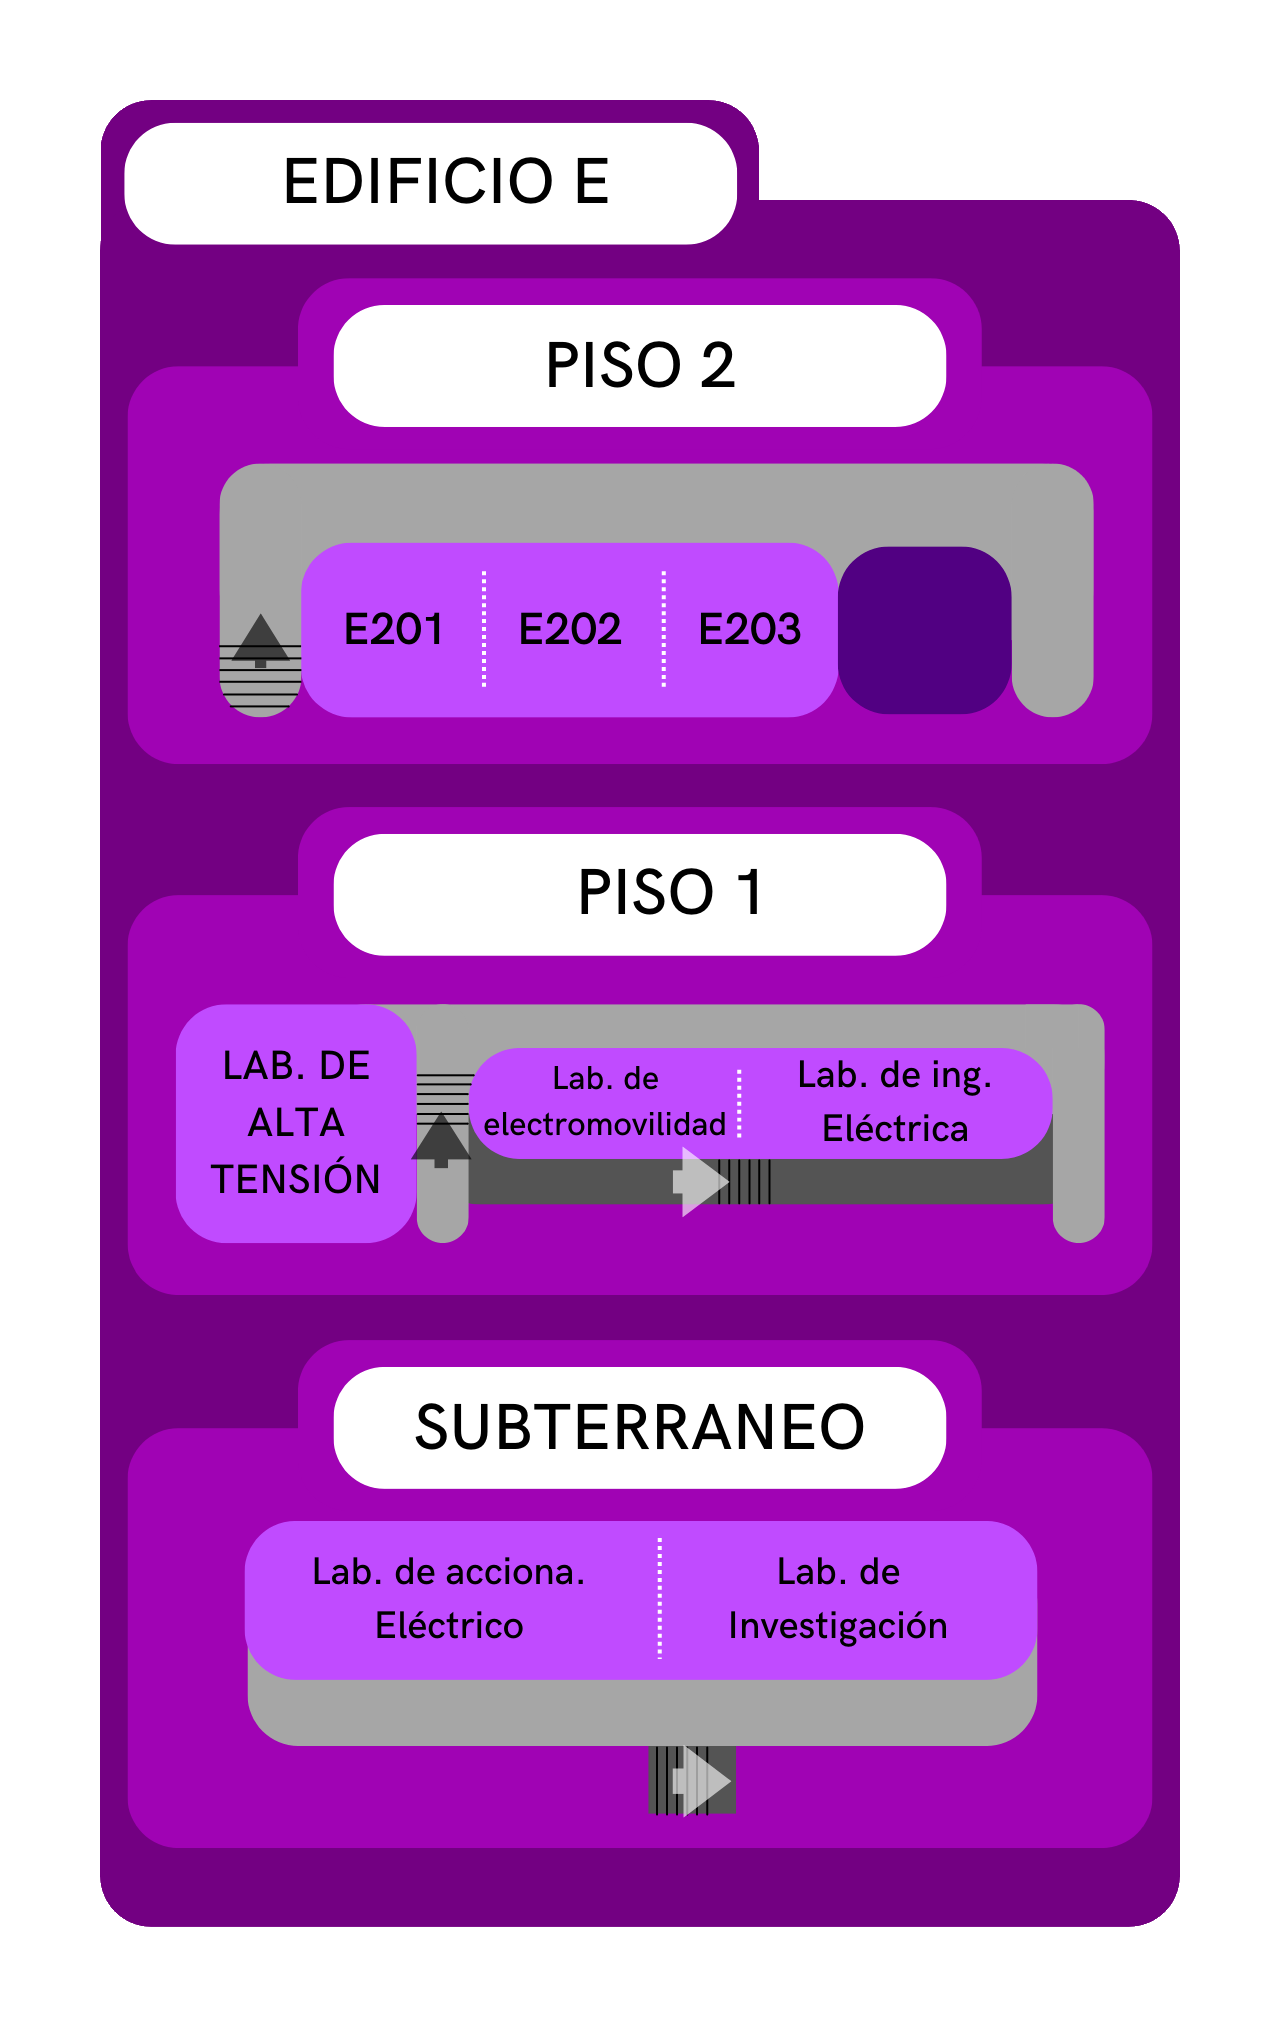 EDIFICIO E
PISO 2
E201
E202
E203
PISO 1
LAB. DE
ALTA
TENSIÓN
Lab. de
electromovilidad
Lab. de ing.
Eléctrica
SUBTERRANEO
Lab. de acciona.
Eléctrico
Lab. de
Investigación